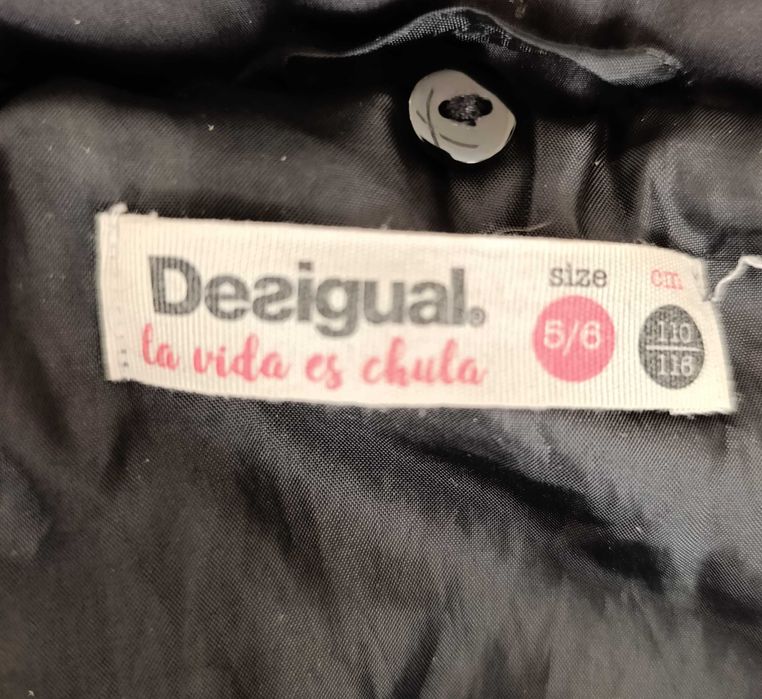 Desigual®
la vida es chula
size
5/6
cm
110
116